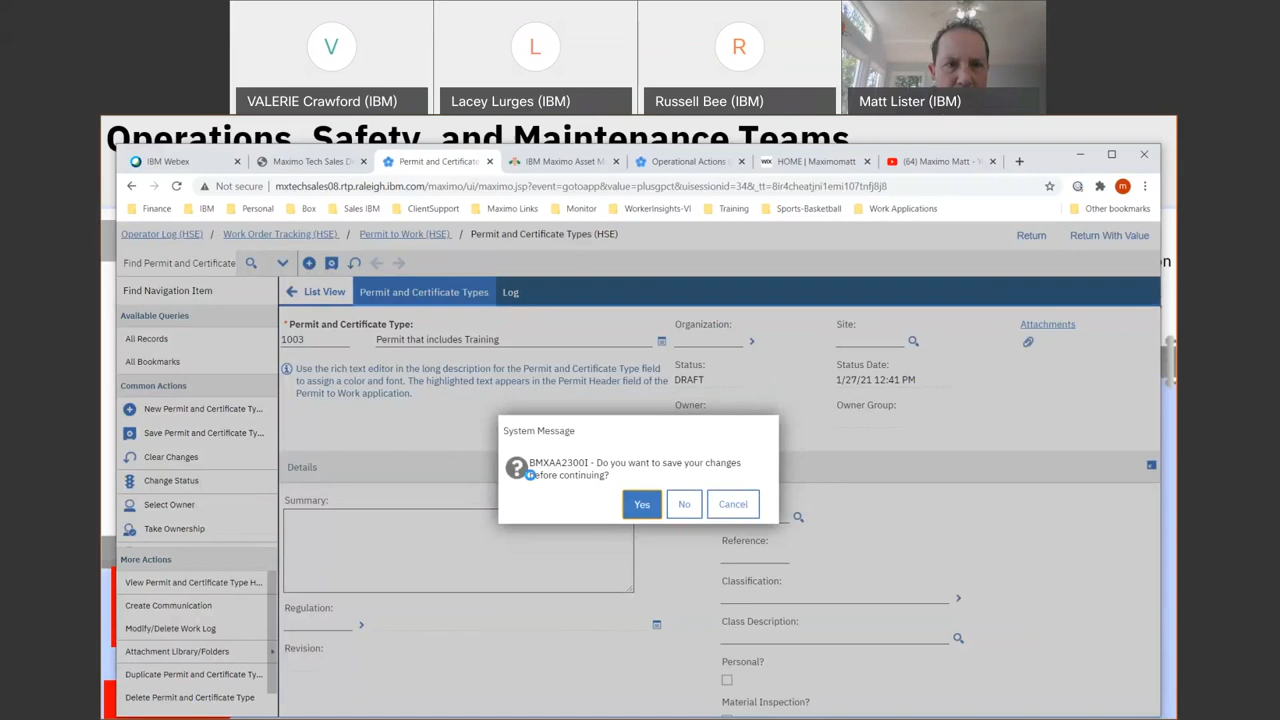 V
L
R
VALERIE Crawford (IBM)
Lacey Lurges (IBM)
Russell Bee (IBM)
Matt Lister (IBM)
Operations, Safety, and Maintenance Teams
IBM Webex
Maximo Tech Sales D
Permit and Certificate
IBM Maximo Asset M
Operational Actions
HOME | Maximomatt
(64) Maximo Matt - W
Not secure
mxtechsales08.rtp.raleigh.ibm.com/maximo/ui/maximo.jsp?event=gotoapp&value=plusgpct&uisessionid=34&_tt=8ir4cheatjni1emi107tnfj8j7
m
Finance
IBM
Personal
Box
Sales IBM
ClientSupport
Maximo Links
Monitor
WorkerInsights-VI
Training
Sports-Basketball
Work Applications
Other bookmarks
Operator Log (HSE) / Work Order Tracking (HSE) / Permit to Work (HSE) / Permit and Certificate Types (HSE)
Return
Return With Value
on
Find Permit and Certificate
Find Navigation Item
List View
Permit and Certificate Types
Log
Available Queries
All Records
All Bookmarks
Common Actions
New Permit and Certificate Ty...
Save Permit and Certificate Ty...
Clear Changes
Change Status
Select Owner
Take Ownership
More Actions
View Permit and Certificate Type H...
Create Communication
Modify/Delete Work Log
Attachment Library/Folders
Duplicate Permit and Certificate Ty...
Delete Permit and Certificate Type
* Permit and Certificate Type:
1003
Permit that includes Training
Use the rich text editor in the long description for the Permit and Certificate Type field
to assign a color and font. The highlighted text appears in the Permit Header field of the
Permit to Work application.
Organization:
Site:
Attachments
Status:
DRAFT
Status Date:
1/27/21 12:41 PM
Owner:
Owner Group:
System Message
BMXAA2300I - Do you want to save your changes
before continuing?
Yes
No
Cancel
Details
Summary:
Regulation:
Revision:
Reference:
Classification:
Class Description:
Personal?
Material Inspection?